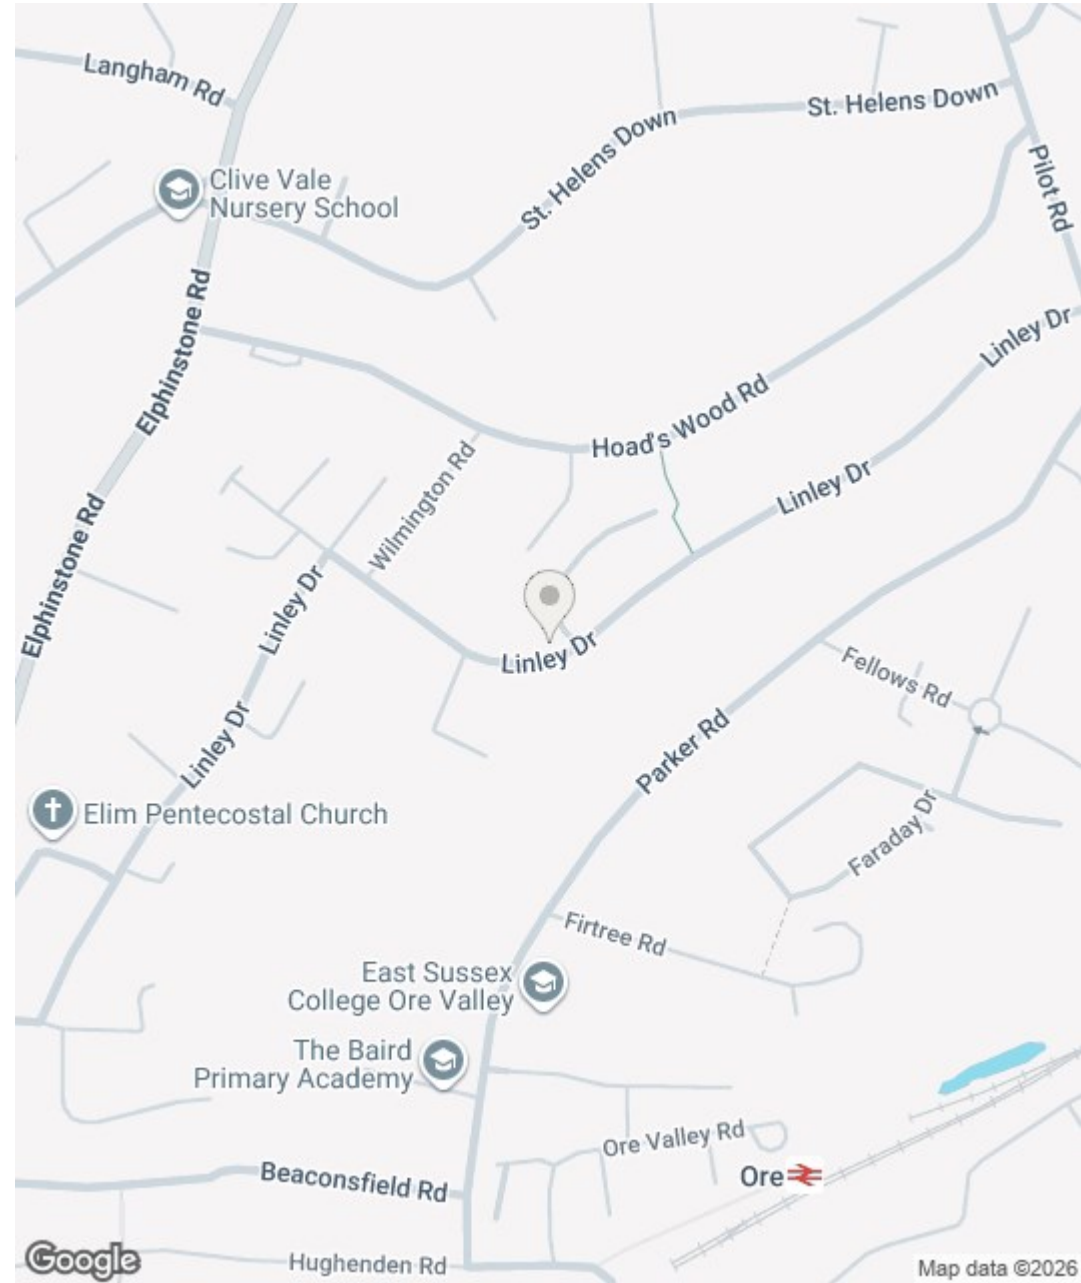 Langham Rd
St. Helens Down
St. Helens Down
Pilot Rd
Clive Vale
Nursery School
Elphinstone Rd
Linley Dr
Hoad's Wood Rd
Wilmington Rd
Linley Dr
Elphinstone Rd
Linley Dr
Linley Dr
Fellows Rd
Linley Dr
Parker Rd
Elim Pentecostal Church
Faraday Dr
Firtree Rd
East Sussex
College Ore Valley
The Baird
Primary Academy
Ore Valley Rd
Ore
Beaconsfield Rd
Hughenden Rd
Google
Map data ©2026